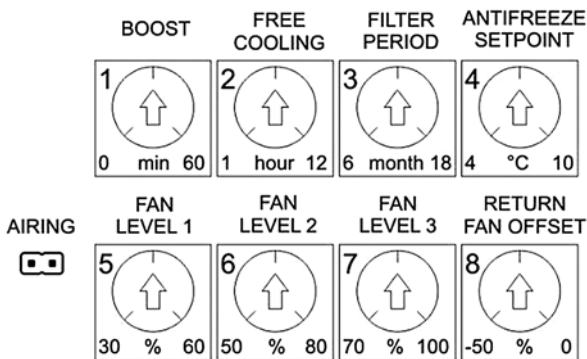 BOOST
FREE
COOLING
FILTER
PERIOD
ANTIFREEZE
SETPOINT
1
0 min 60
2
1 hour 12
3
6 month 18
4
4 °C 10
AIRING
FAN
LEVEL 1
FAN
LEVEL 2
FAN
LEVEL 3
RETURN
FAN OFFSET
5
30 % 60
6
50 % 80
7
70 % 100
8
-50 % 0